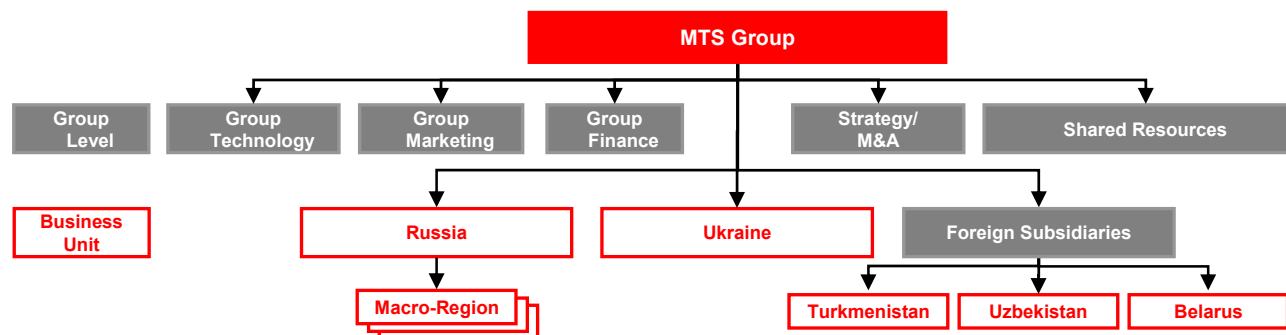 MTS Group
Group
Level
Group
Technology
Group
Marketing
Group
Finance
Strategy/
M&A
Shared Resources
Business
Unit
Russia
Ukraine
Foreign Subsidiaries
Macro-Region
Turkmenistan
Uzbekistan
Belarus